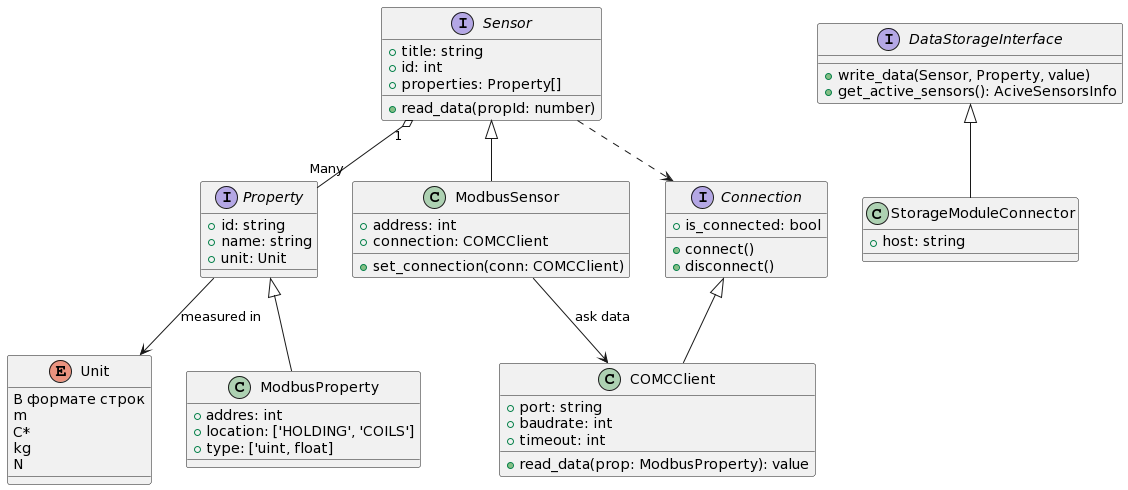 I Sensor
title: string
id: int
properties: Property[]
read_data(propId: number)
I DataStorageInterface
write_data(Sensor, Property, value)
get_active_sensors(): AciveSensorsInfo
1
Many
I Property
id: string
name: string
unit: Unit
C ModbusSensor
address: int
connection: COMCClient
set_connection(conn: COMCClient)
I Connection
is_connected: bool
connect()
disconnect()
C StorageModuleConnector
host: string
measured in
ask data
E Unit
В формате строк
m
C*
kg
N
C ModbusProperty
addres: int
location: ['HOLDING', 'COILS']
type: ['uint, float]
C COMCClient
port: string
baudrate: int
timeout: int
read_data(prop: ModbusProperty): value